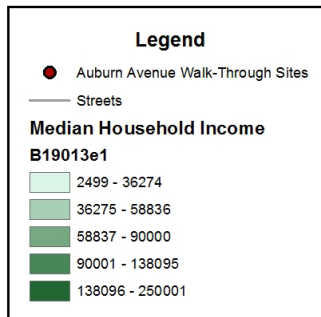 Legend
Auburn Avenue Walk-Through Sites
Streets
Median Household Income
B19013e1
2499 - 36274
36275 - 58836
58837 - 90000
90001 - 138095
138096 - 250001